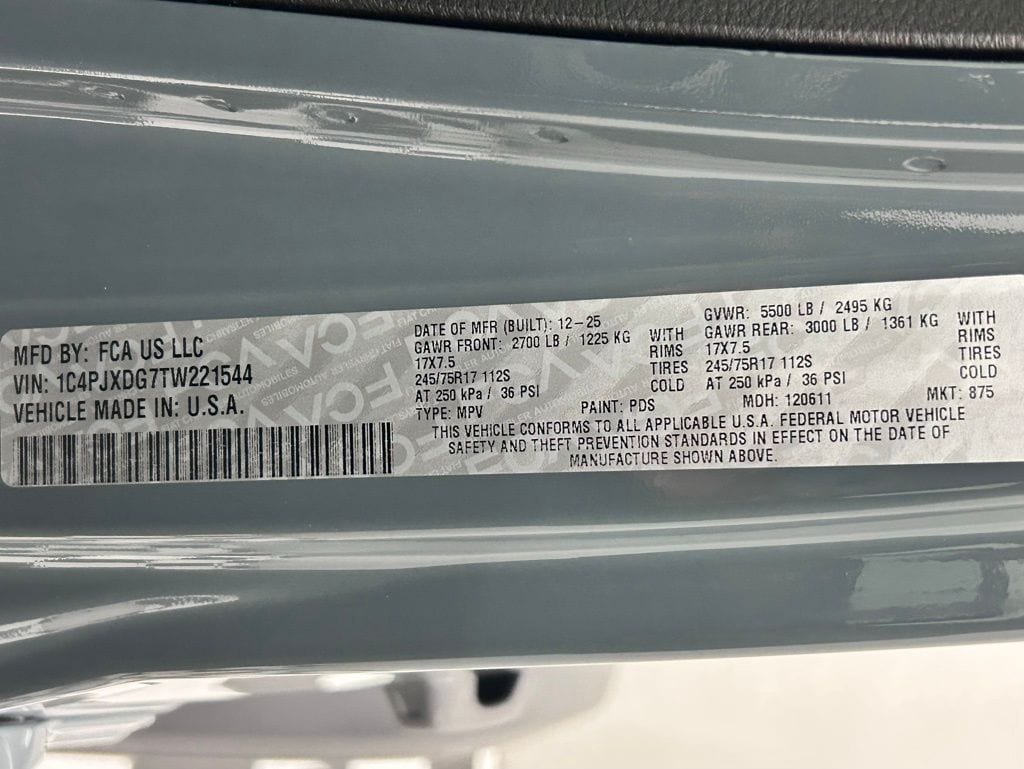 MFD BY: FCA US LLC
VIN: 1C4PJXDG7TW221544
VEHICLE MADE IN: U.S.A.
DATE OF MFR (BUILT): 12-25
GAWR FRONT: 2700 LB / 1225 KG WITH
17X7.5 RIMS
245/75R17 112S TIRES
AT 250 kPa / 36 PSI COLD
GVWR: 5500 LB / 2495 KG
GAWR REAR: 3000 LB / 1361 KG WITH
17X7.5 RIMS
245/75R17 112S TIRES
AT 250 kPa / 36 PSI COLD
TYPE: MPV PAINT: PDS MDH: 120611 MKT: 875
THIS VEHICLE CONFORMS TO ALL APPLICABLE U.S.A. FEDERAL MOTOR VEHICLE
SAFETY AND THEFT PREVENTION STANDARDS IN EFFECT ON THE DATE OF
MANUFACTURE SHOWN ABOVE.